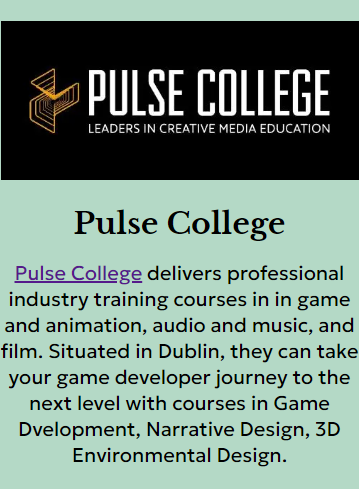 PULSE COLLEGE
LEADERS IN CREATIVE MEDIA EDUCATION
Pulse College
Pulse College delivers professional
industry training courses in in game
and animation, audio and music, and
film. Situated in Dublin, they can take
your game developer journey to the
next level with courses in Game
Dvelopment, Narrative Design, 3D
Environmental Design.